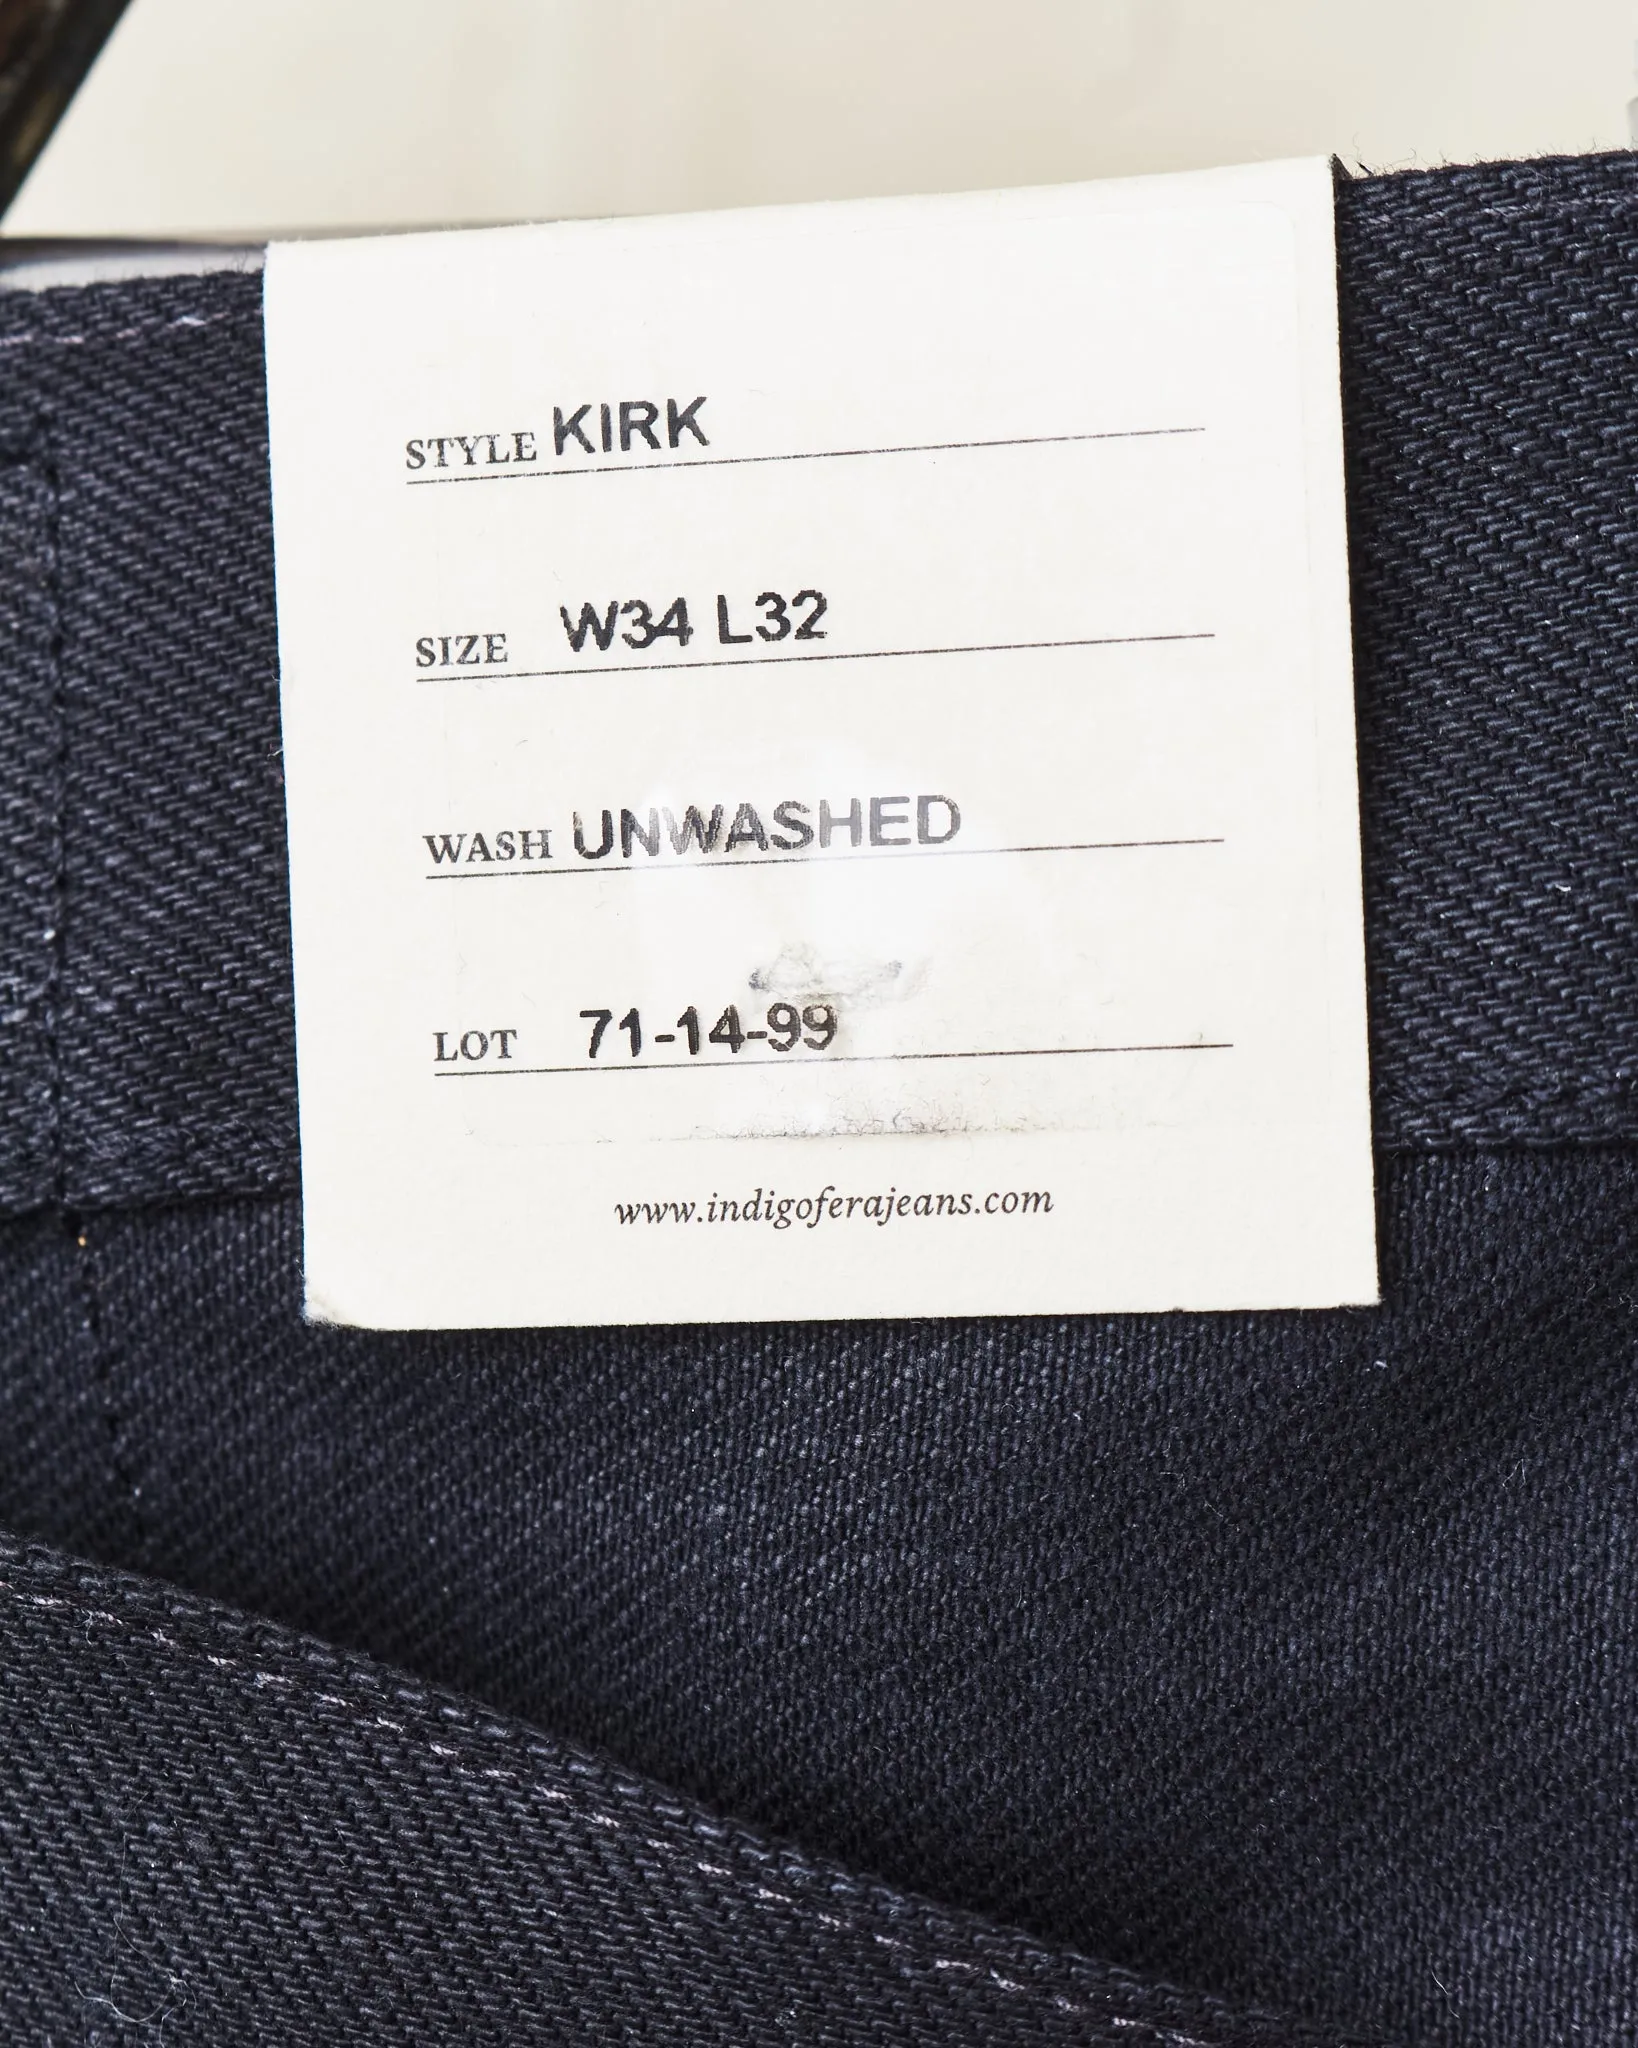 STYLE KIRK
SIZE W34 L32
WASH UNWASHED
LOT 71-14-99
www.indigoferajeans.com